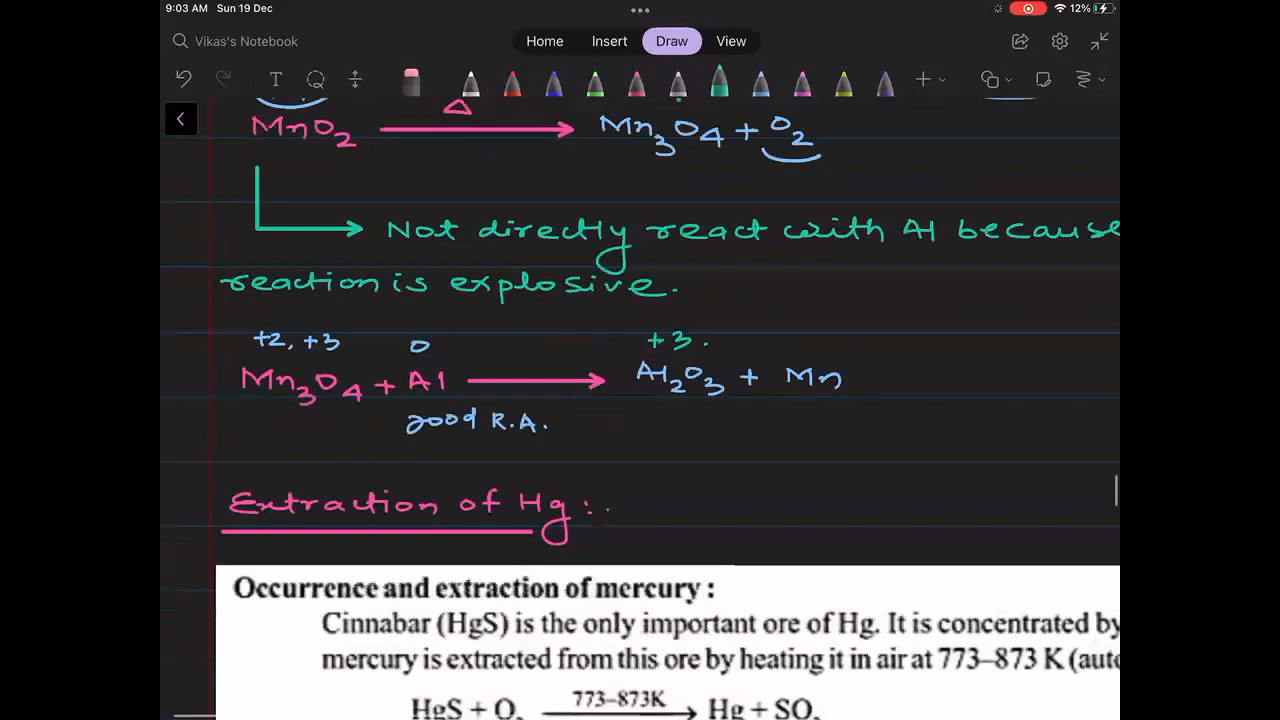 9:03 AM Sun 19 Dec
12%
Vikas's Notebook
Home Insert Draw View
Δ
MnO2 → Mn3O4 + O2
Not directly react with Al because
reaction is explosive.
+2, +3 0 +3.
Mn3O4 + Al → Al2O3 + Mn
good R.A.
Extraction of Hg :.
Occurrence and extraction of mercury :
Cinnabar (HgS) is the only important ore of Hg. It is concentrated by
mercury is extracted from this ore by heating it in air at 773–873 K (auto
773–873K
HgS + O2 → Hg + SO2